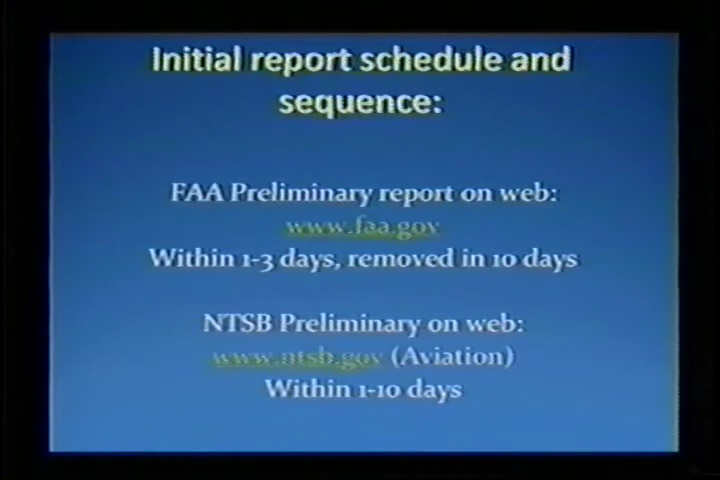 Initial report schedule and
sequence:
FAA Preliminary report on web:
www.faa.gov
Within 1-3 days, removed in 10 days
NTSB Preliminary on web:
www.ntsb.gov (Aviation)
Within 1-10 days